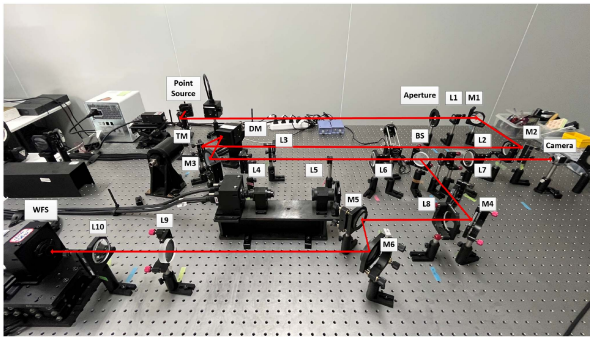 Point
Source
Aperture
L1
M1
TM
DM
L3
BS
L2
M2
Camera
M3
L4
L5
L6
L7
WFS
L10
L9
M5
M6
L8
M4